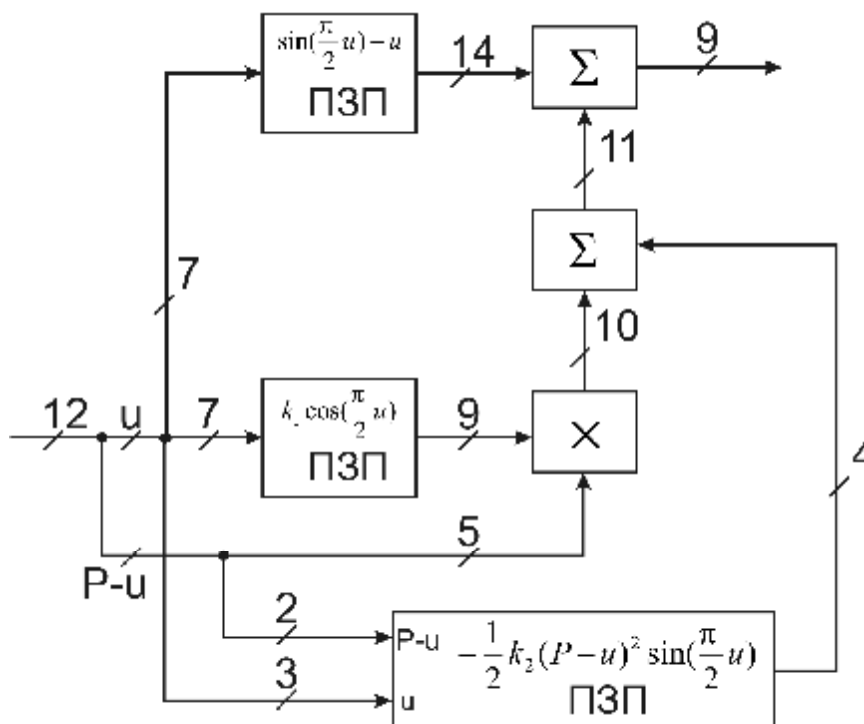 sin(π/2 u) − u
ПЗП
14
Σ
9
11
7
Σ
10
12
u
7
k. cos(π/2 u)
ПЗП
9
×
4
P-u
5
2
P-u
−1/2 k₂(P − u)² sin(π/2 u)
3
u
ПЗП